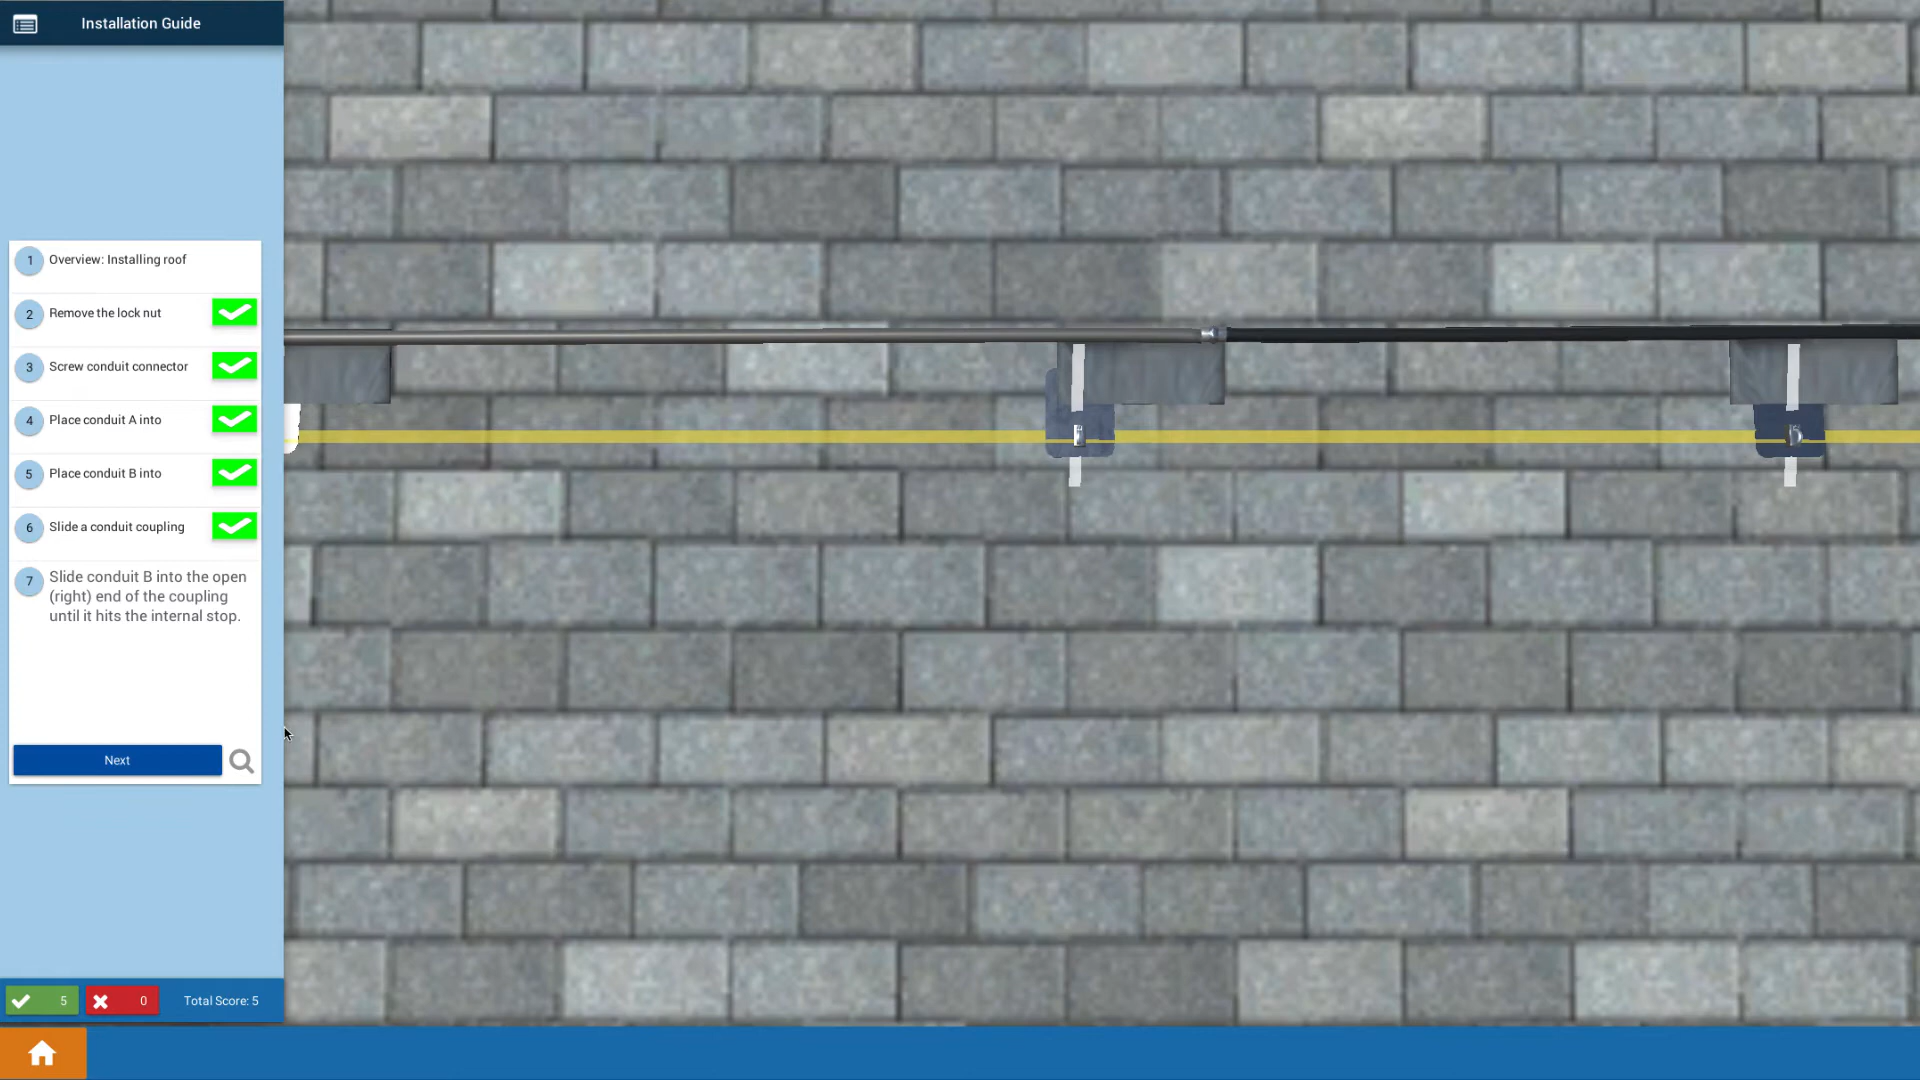 Installation Guide
1 Overview: Installing roof
2 Remove the lock nut
3 Screw conduit connector
4 Place conduit A into
5 Place conduit B into
6 Slide a conduit coupling
7 Slide conduit B into the open
(right) end of the coupling
until it hits the internal stop.
Next
5 0 Total Score: 5